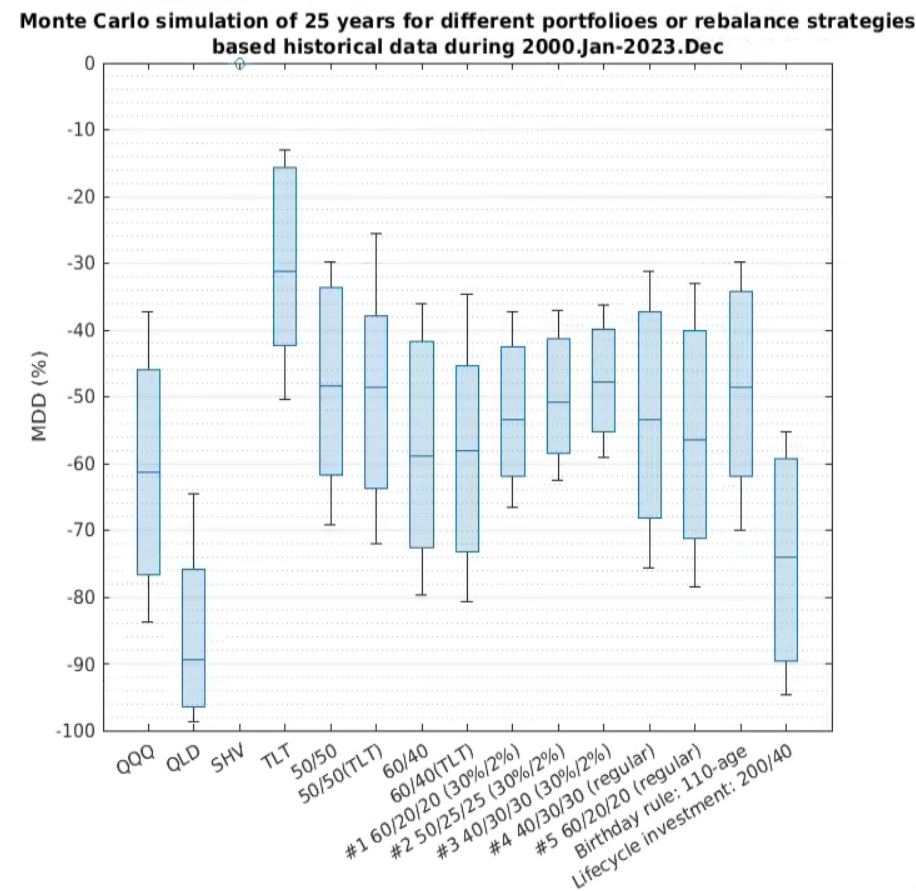 Monte Carlo simulation of 25 years for different portfolioes or rebalance strategies
based historical data during 2000.Jan-2023.Dec
MDD (%)
0
-10
-20
-30
-40
-50
-60
-70
-80
-90
-100
QQQ
QLD
SHV
TLT
50/50
50/50(TLT)
60/40
60/40(TLT)
#1 60/20/20 (30%/2%)
#2 50/25/25 (30%/2%)
#3 40/30/30 (30%/2%)
#4 40/30/30 (regular)
#5 60/20/20 (regular)
Birthday rule: 110-age
Lifecycle investment: 200/40